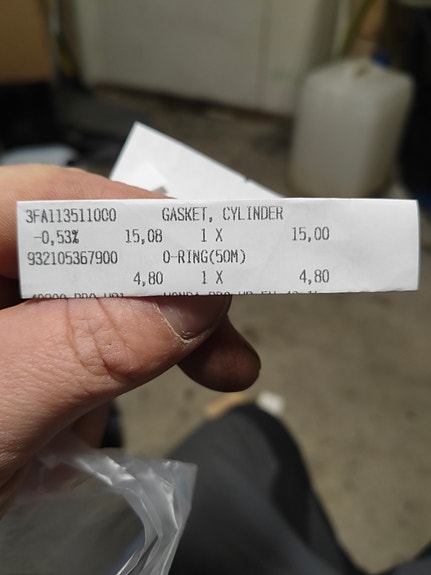 3FA113511000 GASKET, CYLINDER
-0,53% 15,08 1 X 15,00
932105367900 O-RING(50M)
4,80 1 X 4,80